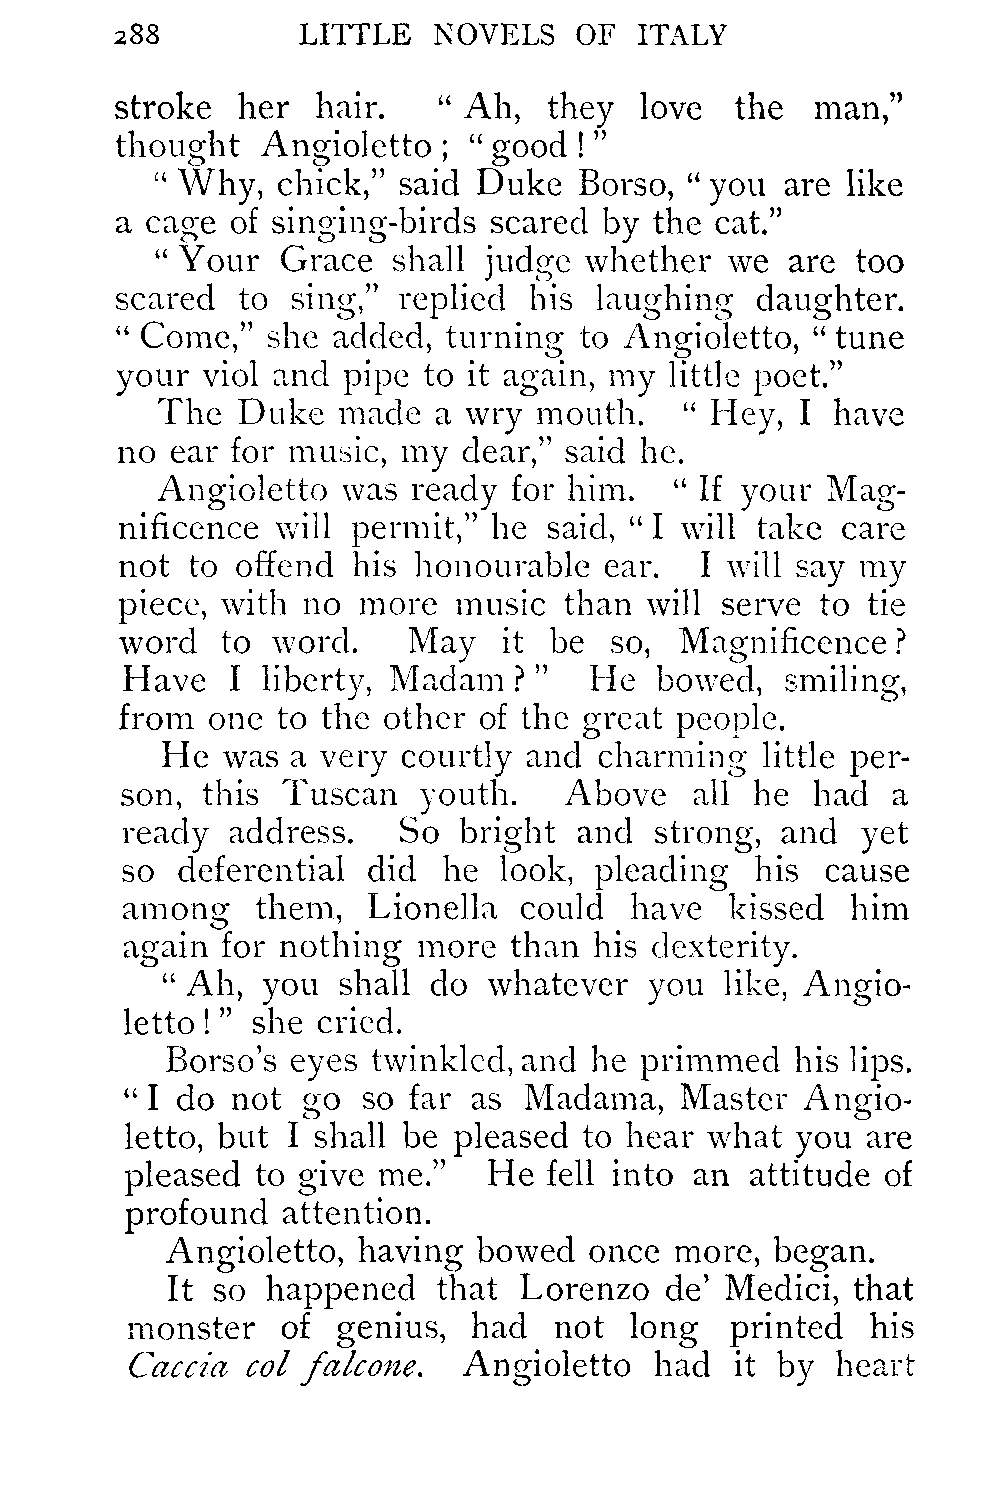 288 LITTLE NOVELS OF ITALY
stroke her hair. “ Ah, they love the man,”
thought Angioletto ; “ good ! ”
“ Why, chick,” said Duke Borso, “ you are like
a cage of singing-birds scared by the cat.”
“ Your Grace shall judge whether we are too
scared to sing,” replied his laughing daughter.
“ Come,” she added, turning to Angioletto, “ tune
your viol and pipe to it again, my little poet.”
The Duke made a wry mouth. “ Hey, I have
no ear for music, my dear,” said he.
Angioletto was ready for him. “ If your Mag-
nificence will permit,” he said, “ I will take care
not to offend his honourable ear. I will say my
piece, with no more music than will serve to tie
word to word. May it be so, Magnificence ?
Have I liberty, Madam ? ” He bowed, smiling,
from one to the other of the great people.
He was a very courtly and charming little per-
son, this Tuscan youth. Above all he had a
ready address. So bright and strong, and yet
so deferential did he look, pleading his cause
among them, Lionella could have kissed him
again for nothing more than his dexterity.
“ Ah, you shall do whatever you like, Angio-
letto ! ” she cried.
Borso’s eyes twinkled, and he primmed his lips.
“ I do not go so far as Madama, Master Angio-
letto, but I shall be pleased to hear what you are
pleased to give me.” He fell into an attitude of
profound attention.
Angioletto, having bowed once more, began.
It so happened that Lorenzo de’ Medici, that
monster of genius, had not long printed his
Caccia col falcone. Angioletto had it by heart